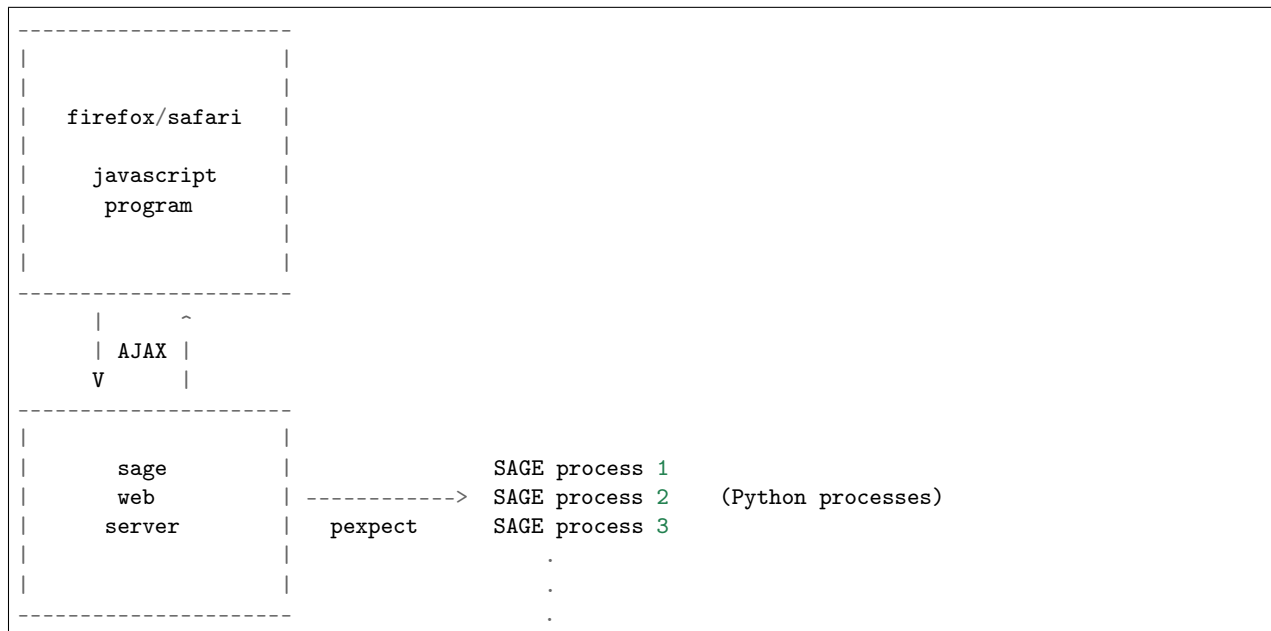 ----------------------
|                     |
|                     |
|   firefox/safari    |
|                     |
|     javascript      |
|      program        |
|                     |
|                     |
----------------------
      |      ^
      | AJAX |
      V      |
----------------------
|                     |
|       sage          |                SAGE process 1
|       web           | ------------>  SAGE process 2    (Python processes)
|      server         |   pexpect      SAGE process 3
|                     |                    .
|                     |                    .
----------------------                     .